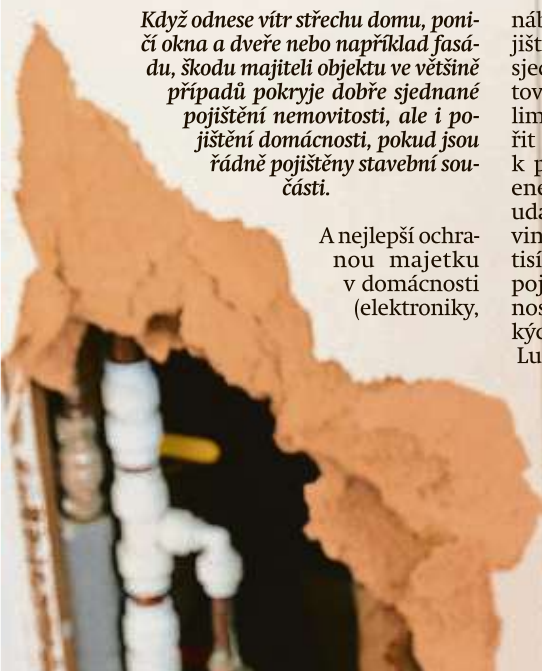 Když odnese vítr střechu domu, poni-
čí okna a dveře nebo například fasá-
du, škodu majiteli objektu ve většině
případů pokryje dobře sjednané
pojištění nemovitosti, ale i po-
jištění domácnosti, pokud jsou
řádně pojištěny stavební sou-
části.
A nejlepší ochra-
nou majetku
v domácnosti
(elektroniky,
náb
jišt
sjed
tov
lim
řit
k p
ene
uda
vin
tisí
poj
nos
kýc
Lu